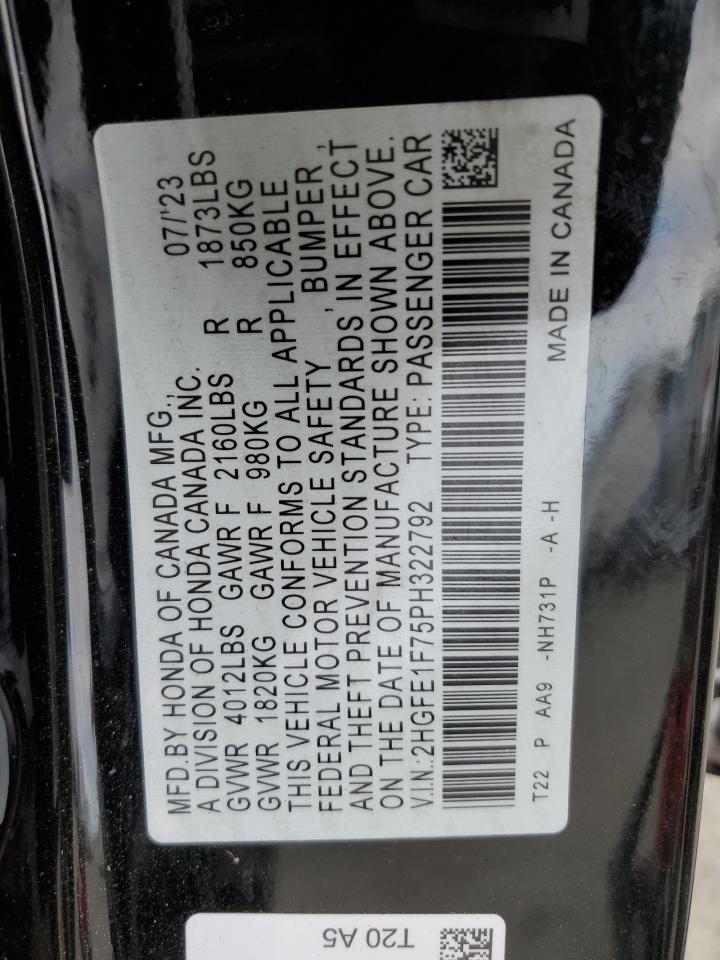 MFD.BY HONDA OF CANADA MFG., 07/'23
A DIVISION OF HONDA CANADA INC.
GVWR 4012LBS GAWR F 2160LBS R 1873LBS
GVWR 1820KG GAWR F 980KG R 850KG
THIS VEHICLE CONFORMS TO ALL APPLICABLE
FEDERAL MOTOR VEHICLE SAFETY , BUMPER ,
AND THEFT PREVENTION STANDARDS IN EFFECT
ON THE DATE OF MANUFACTURE SHOWN ABOVE.
V.I.N.:2HGFE1F75PH322792 TYPE: PASSENGER CAR
T22 P AA9 -NH731P -A -H MADE IN CANADA
T20 A5